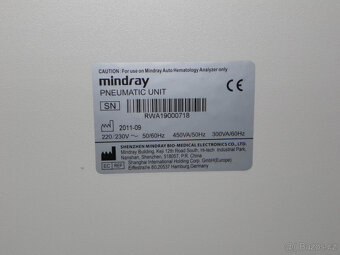 CAUTION: For use on Mindray Auto Hematology Analyzer only
mindray
PNEUMATIC UNIT
CE
SN
RWA19000718
2011-09
220/230V ~ 50/60Hz 450VA/50Hz 300VA/60Hz
SHENZHEN MINDRAY BIO-MEDICAL ELECTRONICS CO., LTD.
Mindray Building, Keji 12th Road South, Hi-tech Industrial Park,
Nanshan, Shenzhen, 518057, P.R. China
EC REP
Shanghai International Holding Corp. GmbH(Europe)
Eiffestraße 80, 20537 Hamburg, Germany